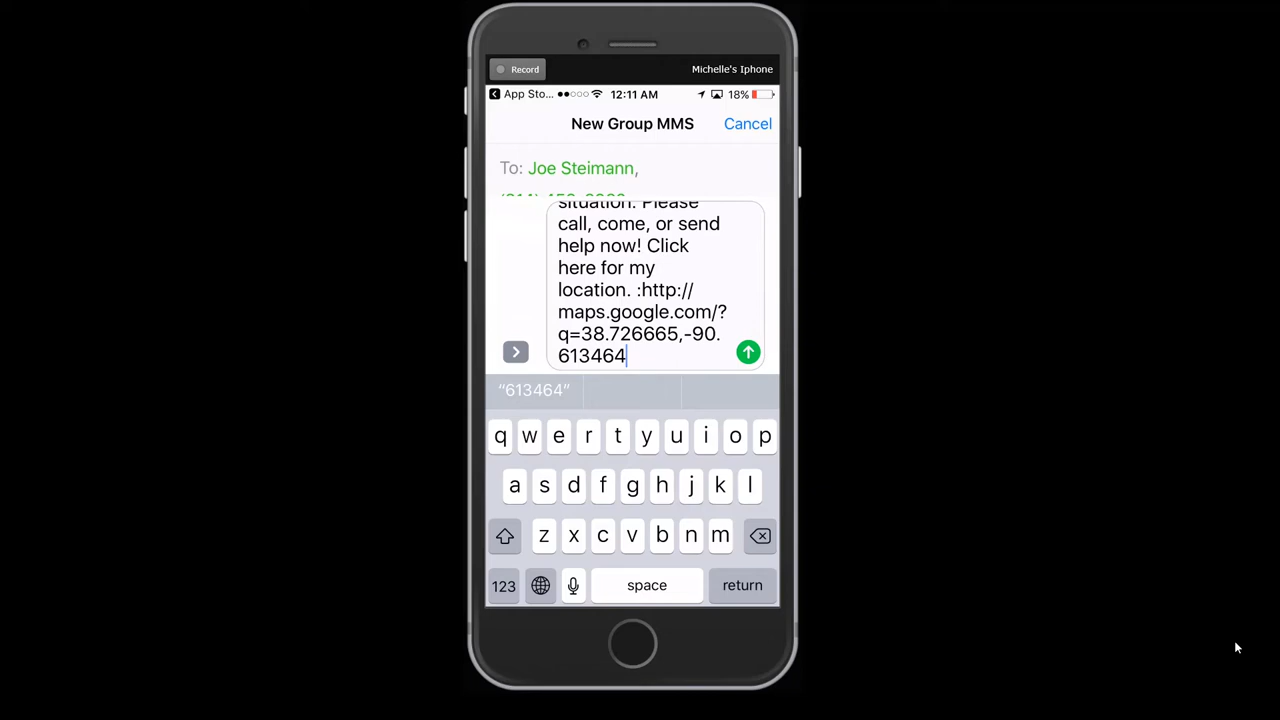 Record
Michelle's Iphone
App Sto... 12:11 AM 18%
New Group MMS Cancel
To: Joe Steimann,
situation. Please
call, come, or send
help now! Click
here for my
location. :http://
maps.google.com/?
q=38.726665,-90.
613464
“613464”
q w e r t y u i o p
a s d f g h j k l
z x c v b n m
123 space return